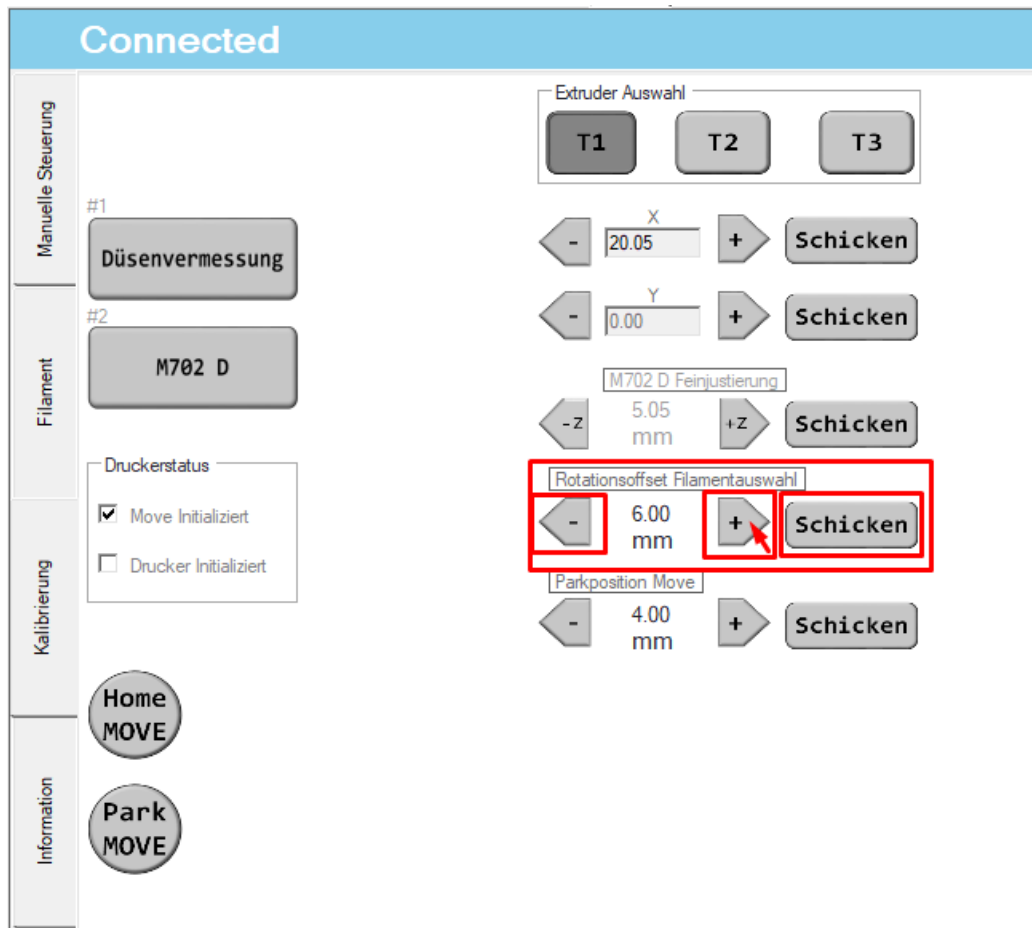 Connected
Manuelle Steuerung
Filament
Kalibrierung
Information
#1
Düsenvermessung
#2
M702 D
Druckerstatus
Move Initializiert
Drucker Initializiert
Home
MOVE
Park
MOVE
Extruder Auswahl
T1 T2 T3
X
- 20.05 + Schicken
Y
- 0.00 + Schicken
M702 D Feinjustierung
-Z 5.05 mm +Z Schicken
Rotationsoffset Filamentauswahl
- 6.00 mm + Schicken
Parkposition Move
- 4.00 mm + Schicken